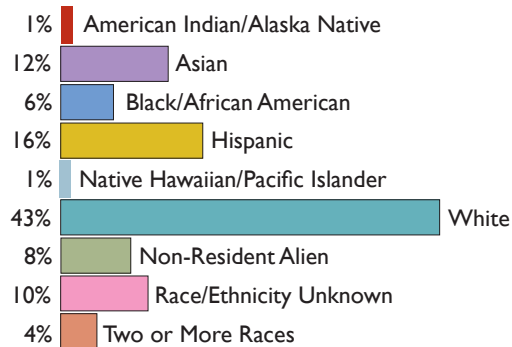 1% American Indian/Alaska Native
12% Asian
6% Black/African American
16% Hispanic
1% Native Hawaiian/Pacific Islander
43% White
8% Non-Resident Alien
10% Race/Ethnicity Unknown
4% Two or More Races